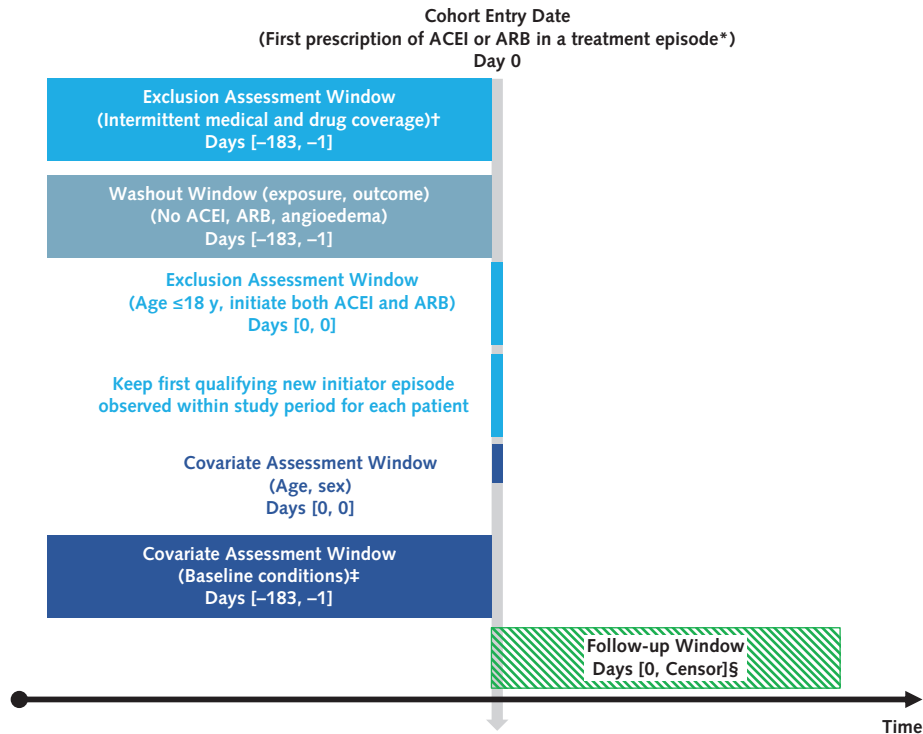 Cohort Entry Date
(First prescription of ACEI or ARB in a treatment episode*)
Day 0
Exclusion Assessment Window
(Intermittent medical and drug coverage)†
Days [–183, –1]
Washout Window (exposure, outcome)
(No ACEI, ARB, angioedema)
Days [–183, –1]
Exclusion Assessment Window
(Age ≤18 y, initiate both ACEI and ARB)
Days [0, 0]
Keep first qualifying new initiator episode
observed within study period for each patient
Covariate Assessment Window
(Age, sex)
Days [0, 0]
Covariate Assessment Window
(Baseline conditions)‡
Days [–183, –1]
Follow-up Window
Days [0, Censor]§
Time